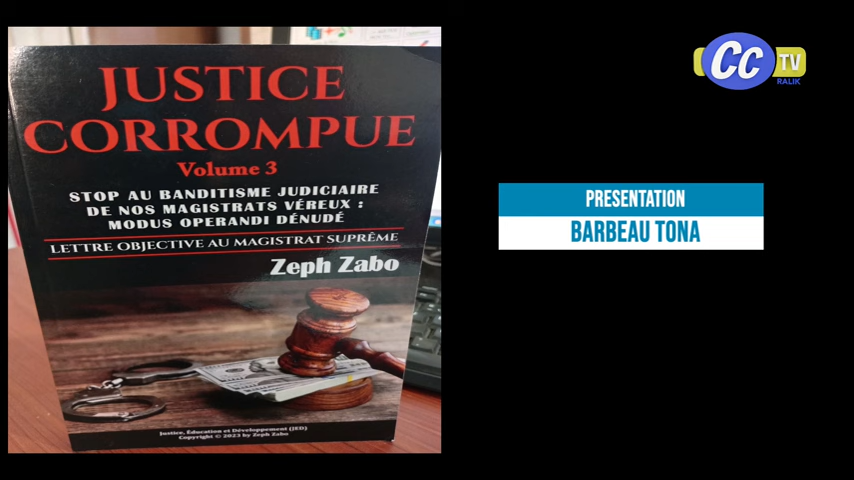 JUSTICE
CORROMPUE
Volume 3
STOP AU BANDITISME JUDICIAIRE
DE NOS MAGISTRATS VÉREUX :
MODUS OPERANDI DÉNUDÉ
LETTRE OBJECTIVE AU MAGISTRAT SUPRÊME
Zeph Zabo
Justice, Éducation et Développement (JED)
Copyright © 2023 by Zeph Zabo
CC TV
RALIK
PRESENTATION
BARBEAU TONA